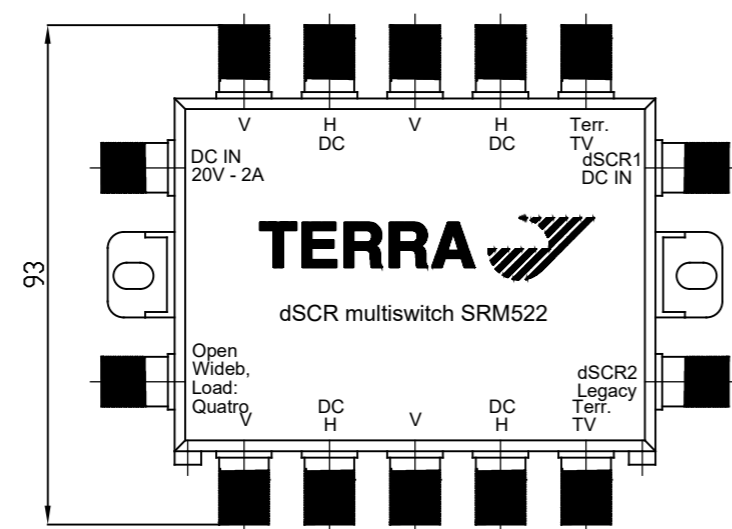 V H V H Terr.
DC DC TV
DC IN
20V - 2A
dSCR1
DC IN
93
TERRA
dSCR multiswitch SRM522
Open
Wideb,
Load:
Quatro
dSCR2
Legacy
Terr.
TV
V DC V DC
H H